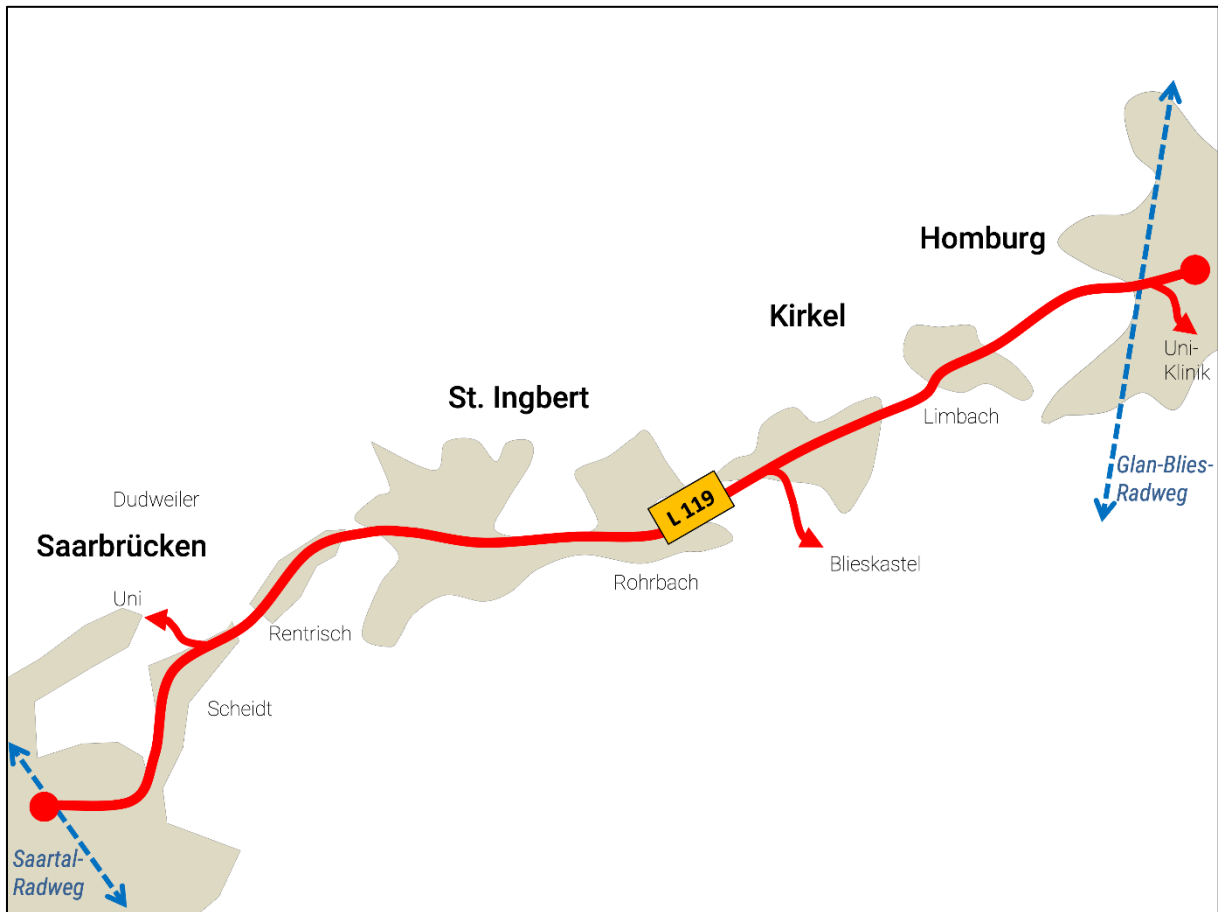 Homburg
Kirkel
Uni-
Klinik
St. Ingbert
Limbach
Glan-Blies-
Radweg
L 119
Dudweiler
Saarbrücken
Blieskastel
Rohrbach
Uni
Rentrisch
Scheidt
Saartal-
Radweg